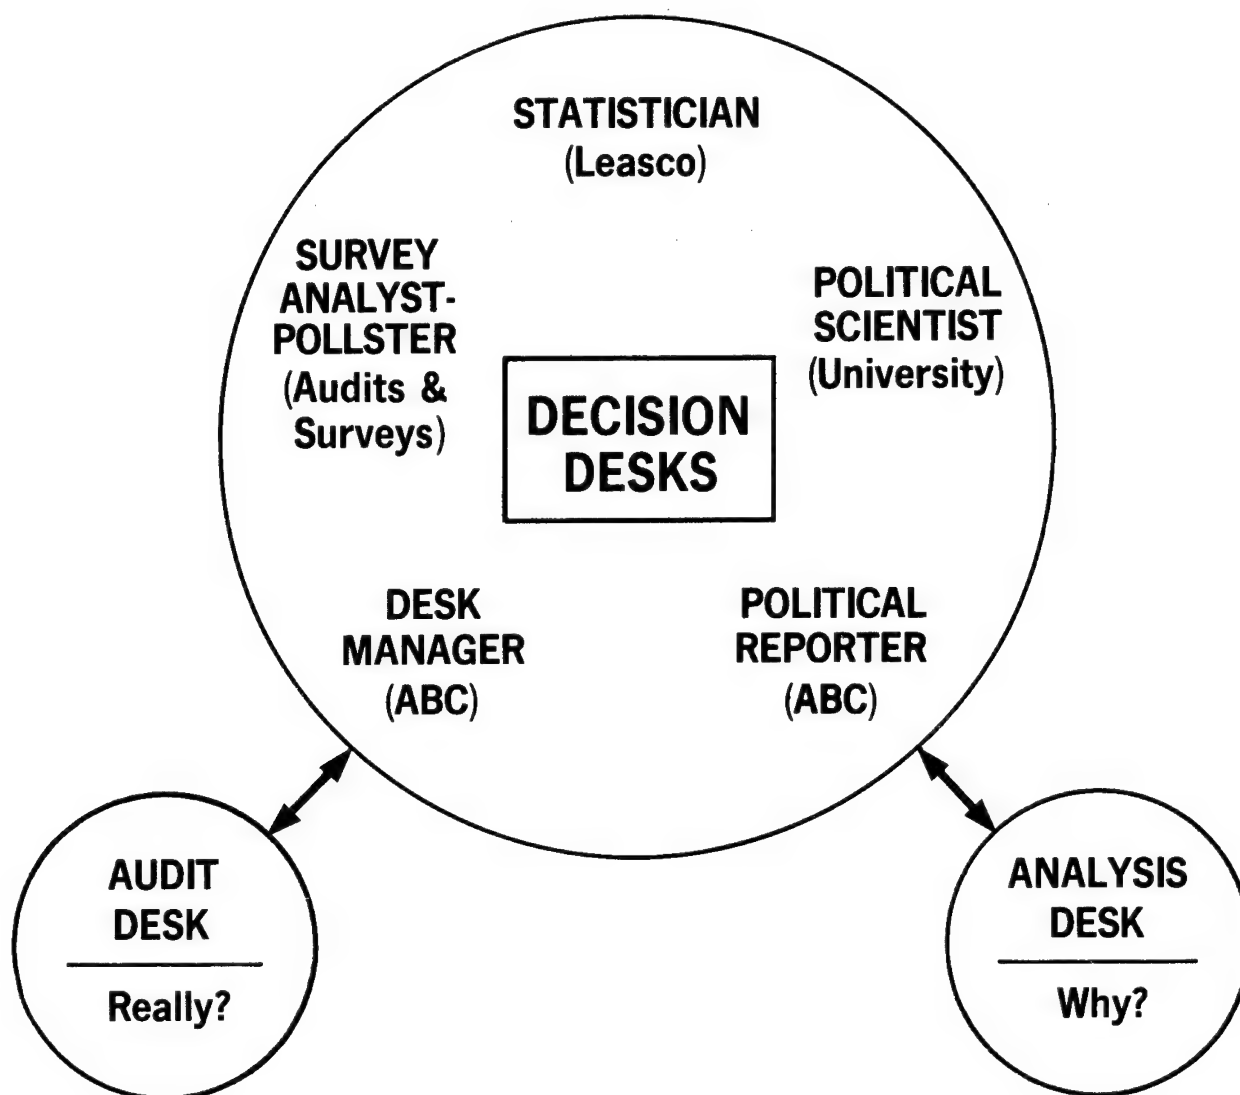 STATISTICIAN
(Leasco)
SURVEY
ANALYST-
POLLSTER
(Audits &
Surveys)
POLITICAL
SCIENTIST
(University)
DECISION
DESKS
DESK
MANAGER
(ABC)
POLITICAL
REPORTER
(ABC)
AUDIT
DESK
Really?
ANALYSIS
DESK
Why?